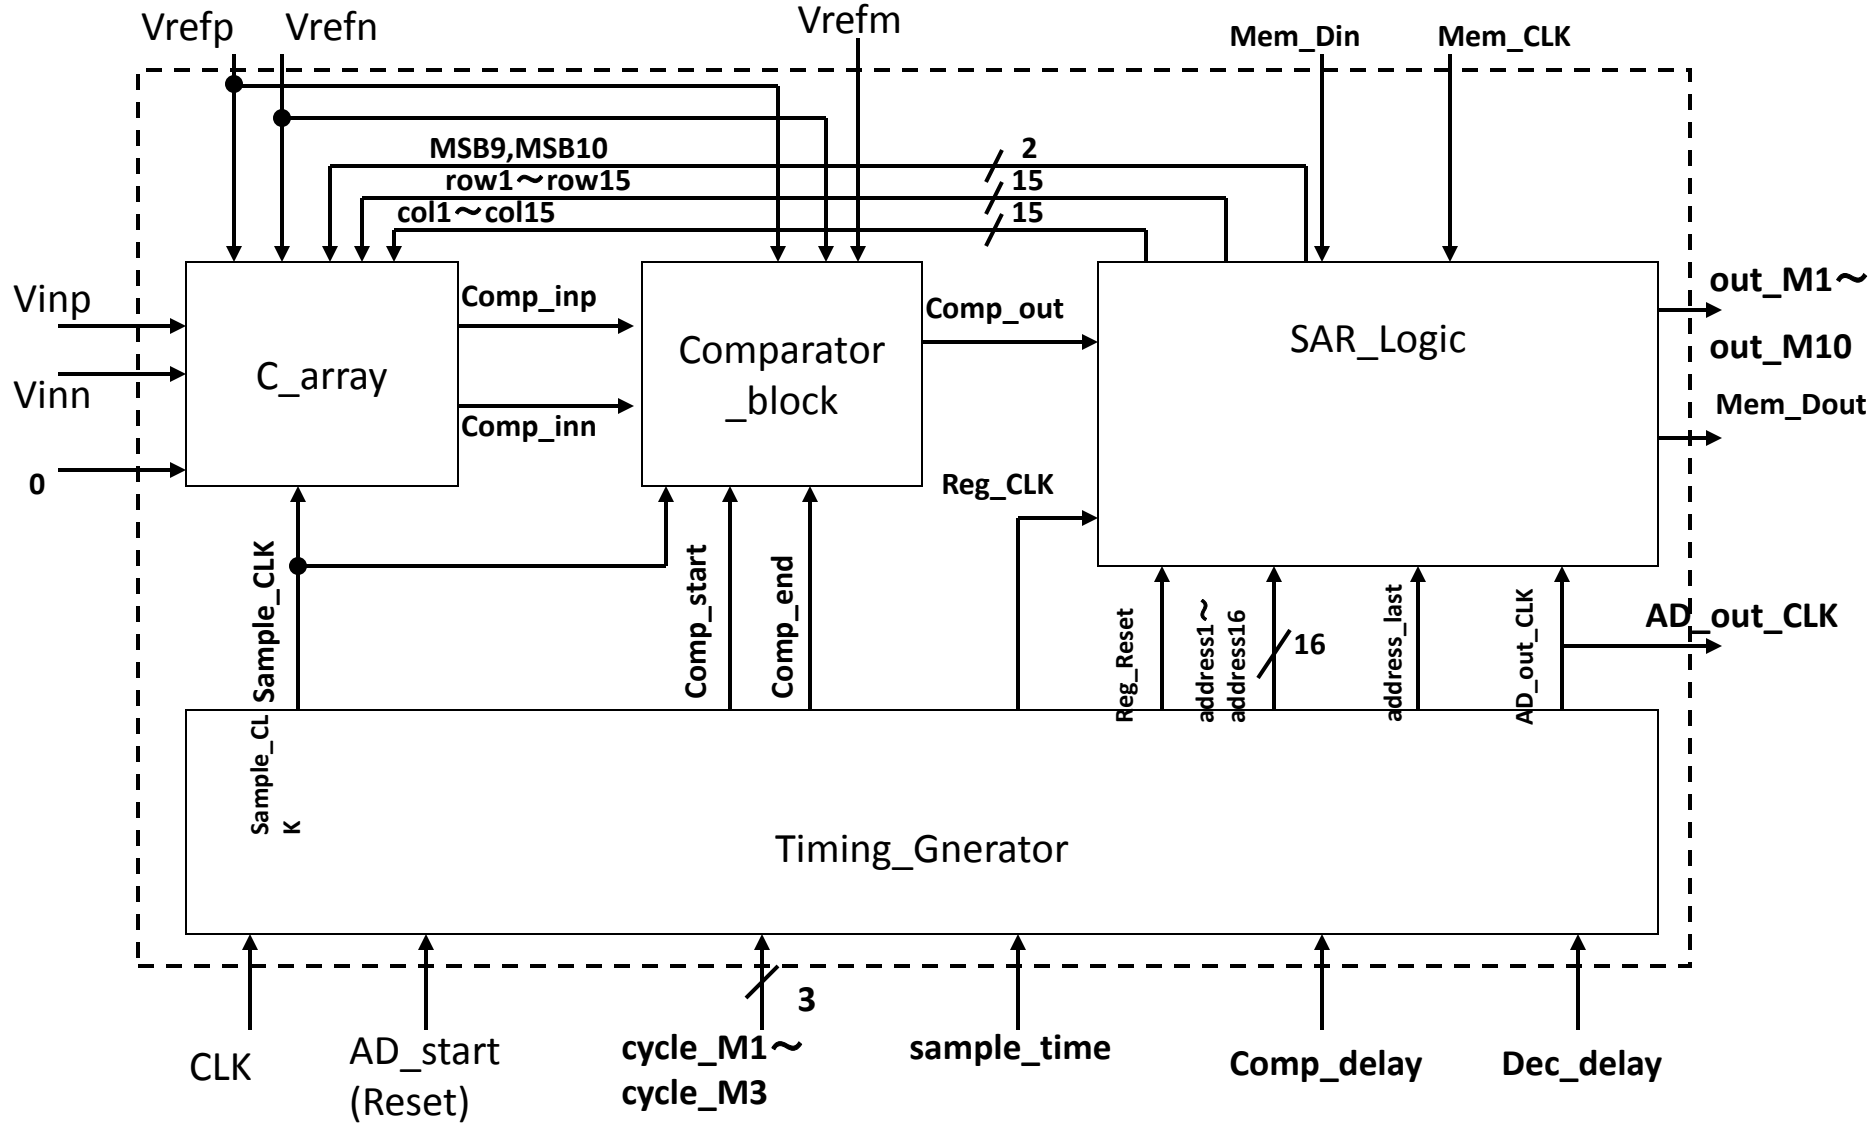 Vrefp
Vrefn
Vrefm
Mem_Din
Mem_CLK
MSB9,MSB10
2
row1～row15
15
col1～col15
15
Vinp
Vinn
0
C_array
Comp_inp
Comp_inn
Comparator
_block
Comp_out
SAR_Logic
out_M1～
out_M10
Mem_Dout
Reg_CLK
Sample_CLK
Sample_CL
K
Comp_start
Comp_end
Reg_Reset
address1～
address16
16
address_last
AD_out_CLK
AD_out_CLK
Timing_Gnerator
CLK
AD_start
(Reset)
3
cycle_M1～
cycle_M3
sample_time
Comp_delay
Dec_delay